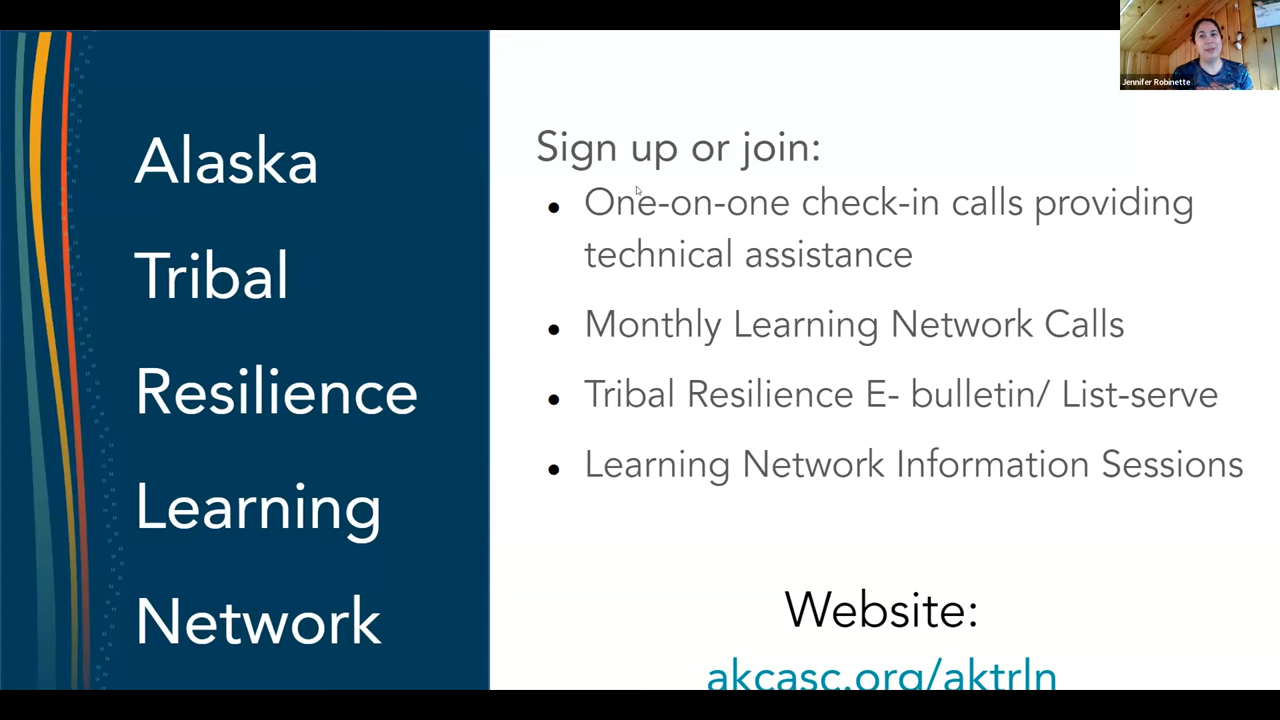 Jennifer Robinette
Alaska
Tribal
Resilience
Learning
Network
Sign up or join:
• One-on-one check-in calls providing
technical assistance
• Monthly Learning Network Calls
• Tribal Resilience E- bulletin/ List-serve
• Learning Network Information Sessions
Website:
akcasc.org/aktrln